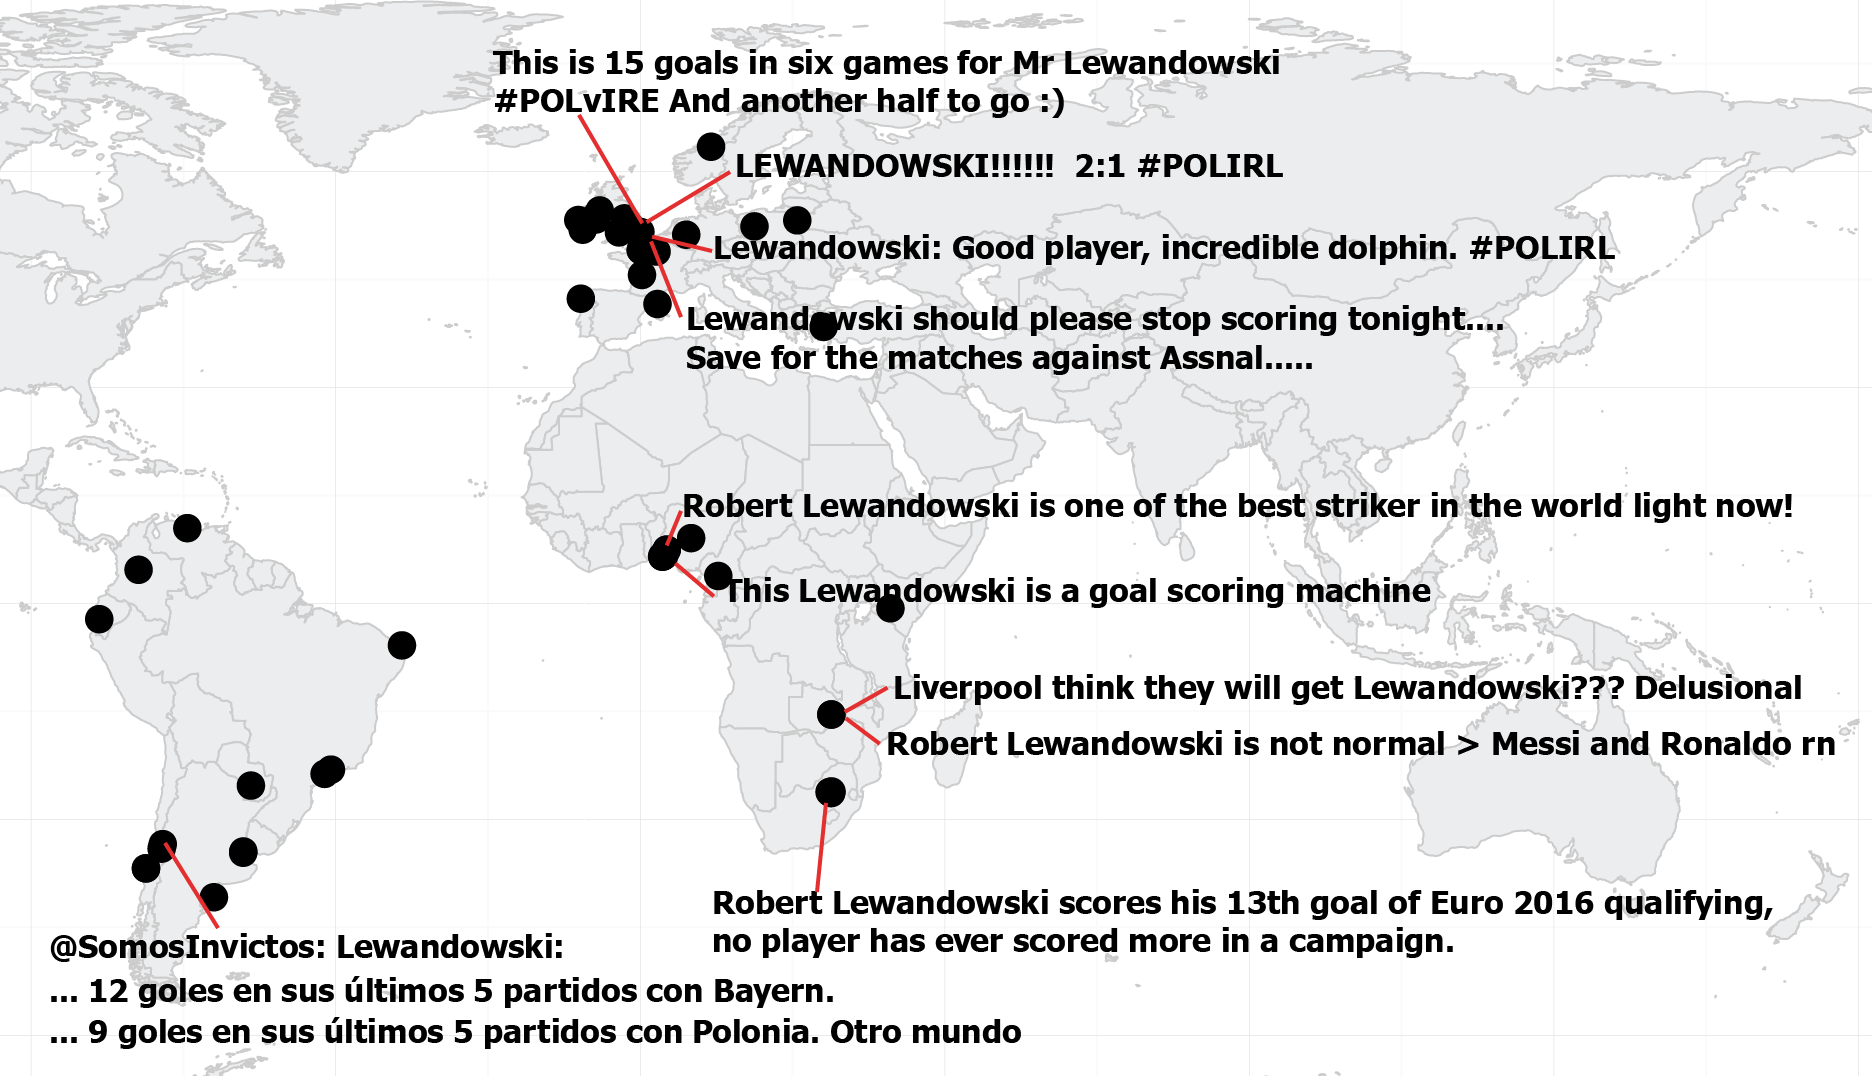 This is 15 goals in six games for Mr Lewandowski
#POLvIRE And another half to go :)
LEWANDOWSKI!!!!!!  2:1 #POLIRL
Lewandowski: Good player, incredible dolphin. #POLIRL
Lewandowski should please stop scoring tonight....
Save for the matches against Assnal.....
Robert Lewandowski is one of the best striker in the world light now!
This Lewandowski is a goal scoring machine
Liverpool think they will get Lewandowski??? Delusional
Robert Lewandowski is not normal > Messi and Ronaldo rn
Robert Lewandowski scores his 13th goal of Euro 2016 qualifying,
no player has ever scored more in a campaign.
@SomosInvictos: Lewandowski:
... 12 goles en sus últimos 5 partidos con Bayern.
... 9 goles en sus últimos 5 partidos con Polonia. Otro mundo